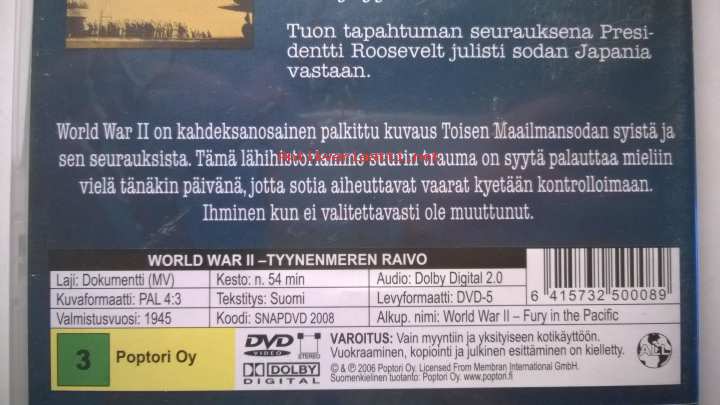 Tuon tapahtuman seurauksena Presi-
dentti Roosevelt julisti sodan Japania
vastaan.
World War II on kahdeksanosainen palkittu kuvaus Toisen Maailmansodan syistä ja
sen seurauksista. Tämä lähihistoriamme suurin trauma on syytä palauttaa mieliin
vielä tänäkin päivänä, jotta sotia aiheuttavat vaarat kyetään kontrolloimaan.
Ihminen kun ei valitettavasti ole muuttunut.
WORLD WAR II –TYYNENMEREN RAIVO
Laji: Dokumentti (MV) Kesto: n. 54 min Audio: Dolby Digital 2.0
Kuvaformaatti: PAL 4:3 Tekstitys: Suomi Levyformaatti: DVD-5
Valmistusvuosi: 1945 Koodi: SNAPDVD 2008 Alkup. nimi: World War II – Fury in the Pacific
6 415732 500089
3 Poptori Oy
DVD VIDEO STEREO
DOLBY DIGITAL
VAROITUS: Vain myyntiin ja yksityiseen kotikäyttöön.
Vuokraaminen, kopiointi ja julkinen esittäminen on kielletty.
© & ℗ 2006 Poptori Oy. Licensed From Membran International GmbH.
Suomenkielinen tuotanto: Poptori Oy. www.poptori.fi
ALL